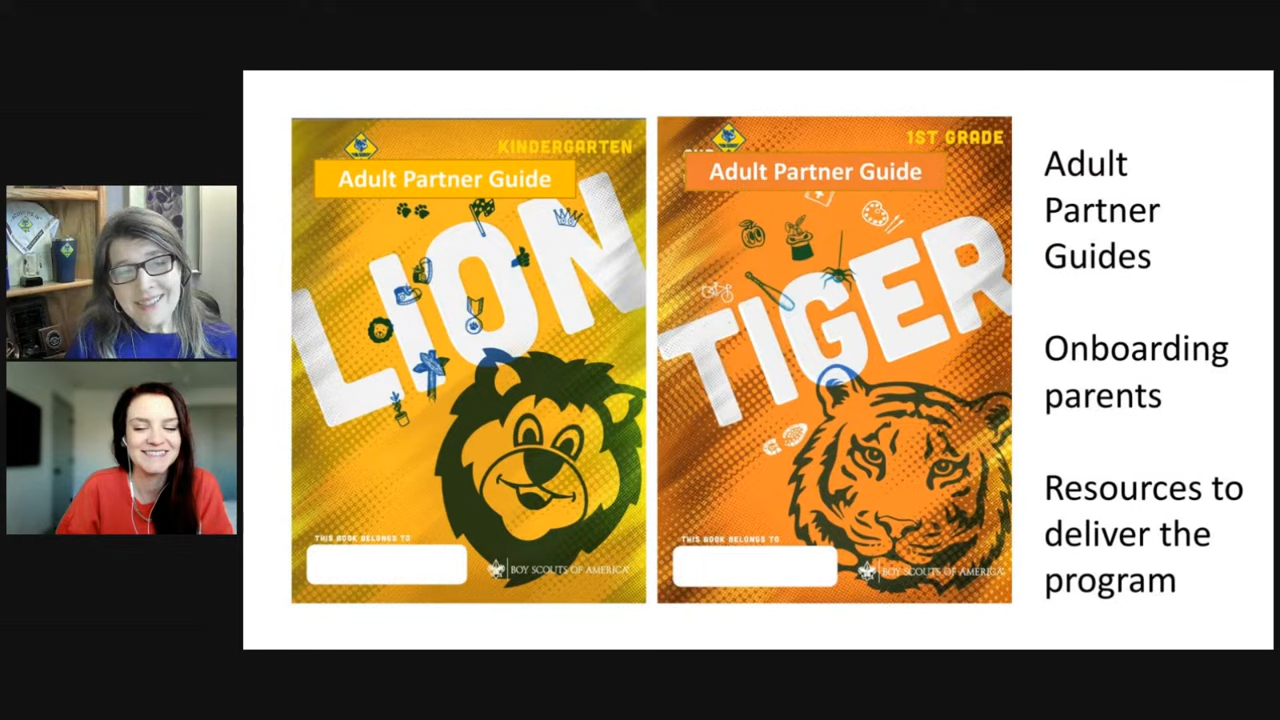 KINDERGARTEN
Adult Partner Guide
LION
THIS BOOK BELONGS TO
BOY SCOUTS OF AMERICA
1ST GRADE
Adult Partner Guide
TIGER
THIS BOOK BELONGS TO
BOY SCOUTS OF AMERICA
Adult
Partner
Guides
Onboarding
parents
Resources to
deliver the
program